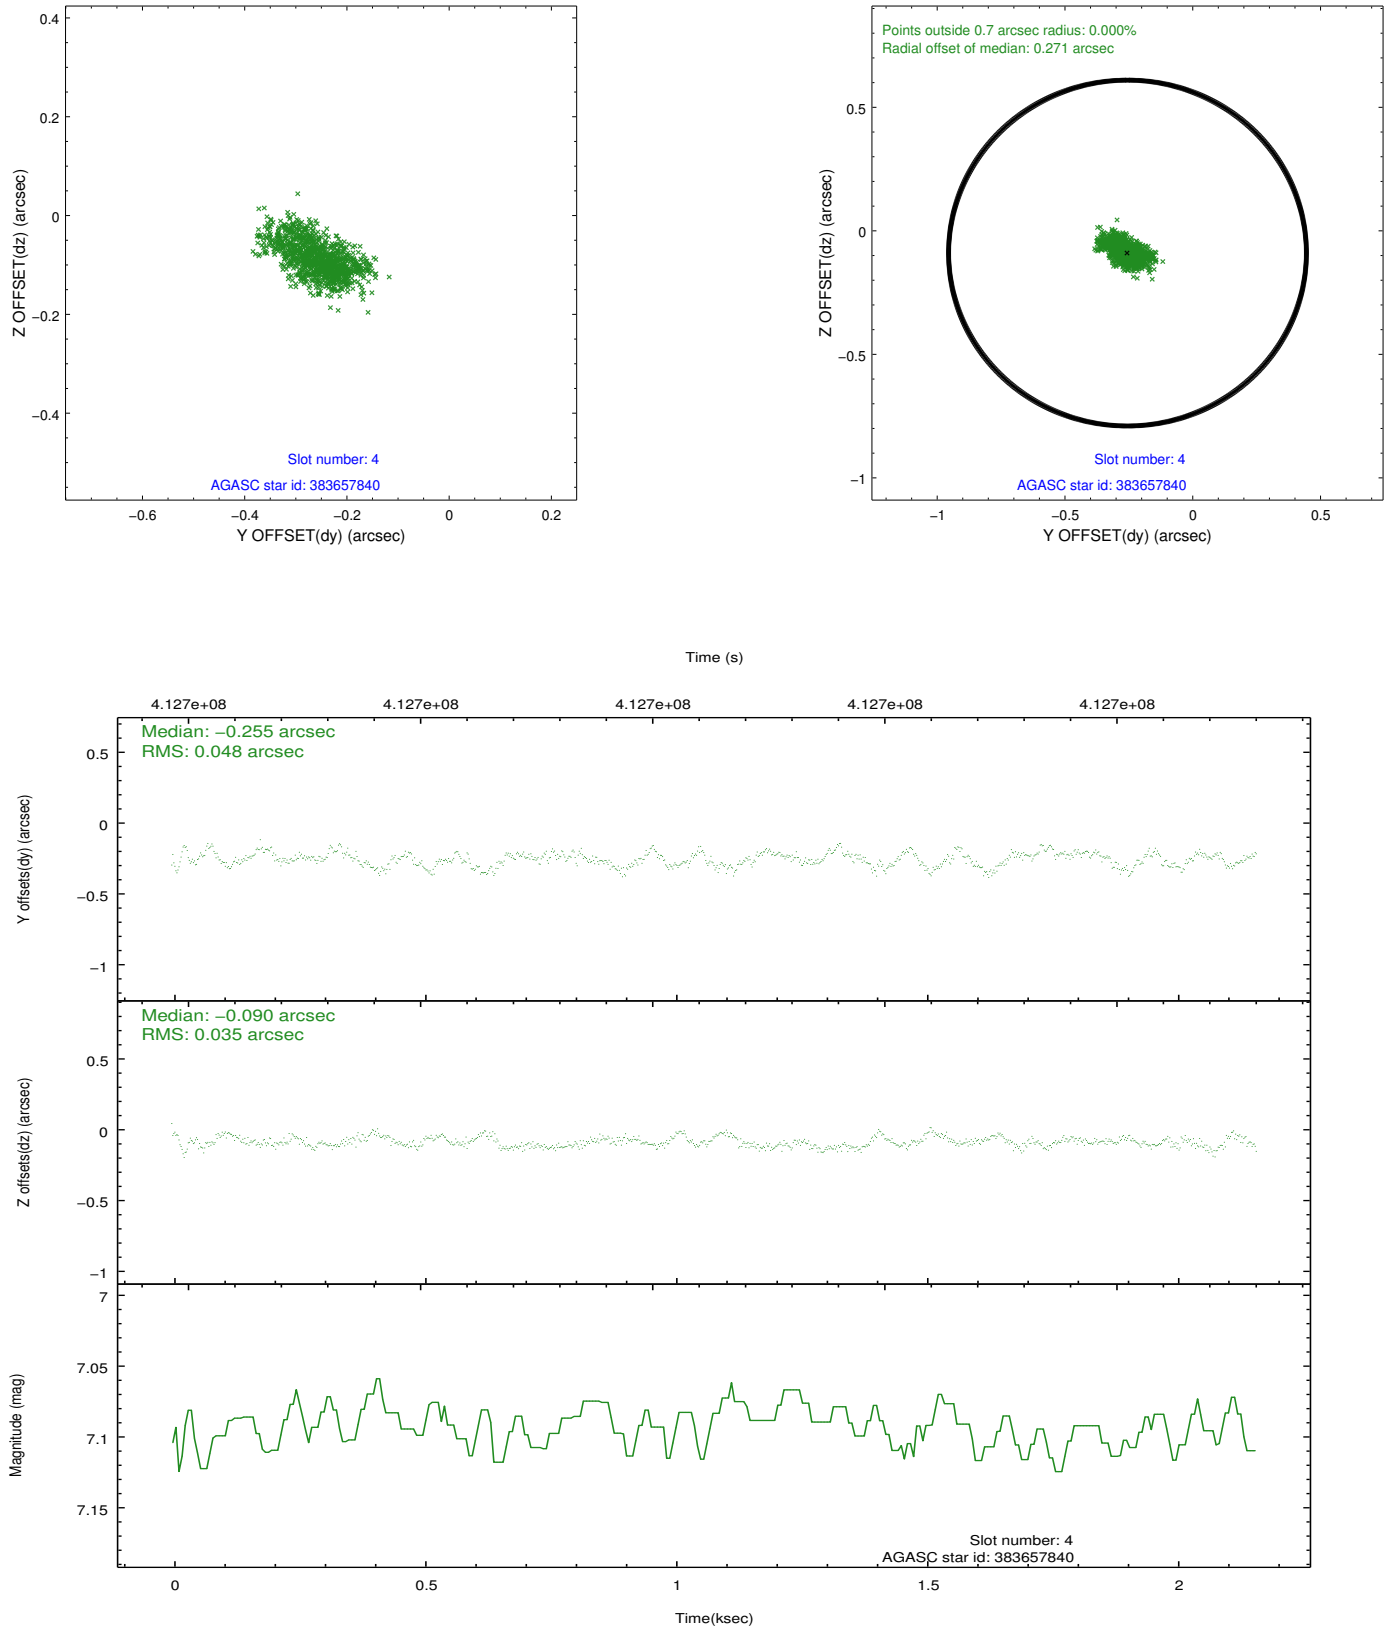 0.4
0.2
0
−0.2
−0.4
Z OFFSET(dz) (arcsec)
Slot number: 4
AGASC star id: 383657840
−0.6 −0.4 −0.2 0 0.2
Y OFFSET(dy) (arcsec)
Points outside 0.7 arcsec radius: 0.000%
Radial offset of median: 0.271 arcsec
0.5
0
−0.5
−1
Z OFFSET(dz) (arcsec)
Slot number: 4
AGASC star id: 383657840
−1 −0.5 0 0.5
Y OFFSET(dy) (arcsec)
Time (s)
4.127e+08 4.127e+08 4.127e+08 4.127e+08 4.127e+08
Median: −0.255 arcsec
RMS: 0.048 arcsec
0.5
0
−0.5
−1
Y offsets(dy) (arcsec)
Median: −0.090 arcsec
RMS: 0.035 arcsec
0.5
0
−0.5
−1
Z offsets(dz) (arcsec)
7
7.05
7.1
7.15
Magnitude (mag)
Slot number: 4
AGASC star id: 383657840
0 0.5 1 1.5 2
Time(ksec)